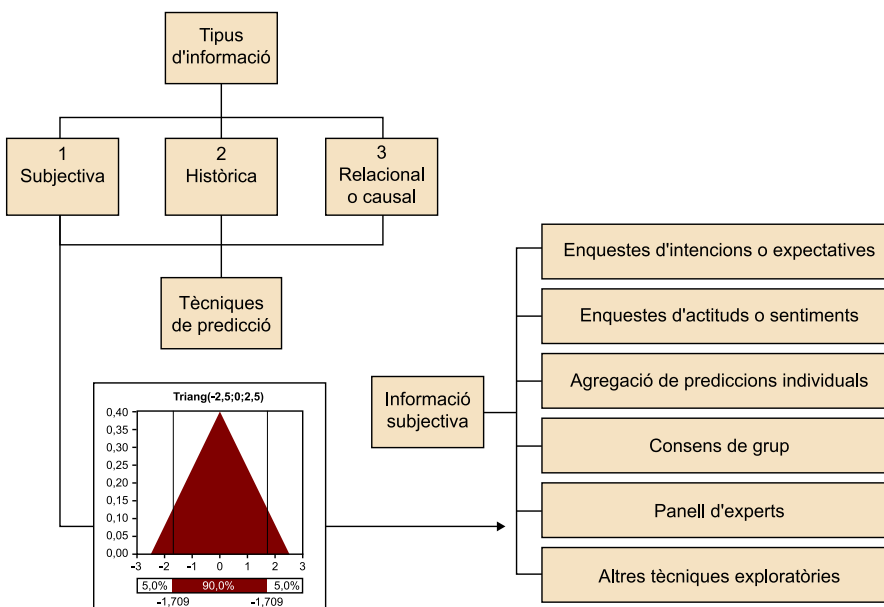 Tipus
d'informació
1
Subjectiva
2
Històrica
3
Relacional
o causal
Tècniques
de predicció
Triang(-2,5;0;2,5)
0,40
0,35
0,30
0,25
0,20
0,15
0,10
0,05
0,00
-3 -2 -1 0 1 2 3
5,0% 90,0% 5,0%
-1,709 -1,709
Informació
subjectiva
Enquestes d'intencions o expectatives
Enquestes d'actituds o sentiments
Agregació de prediccions individuals
Consens de grup
Panell d'experts
Altres tècniques exploratòries